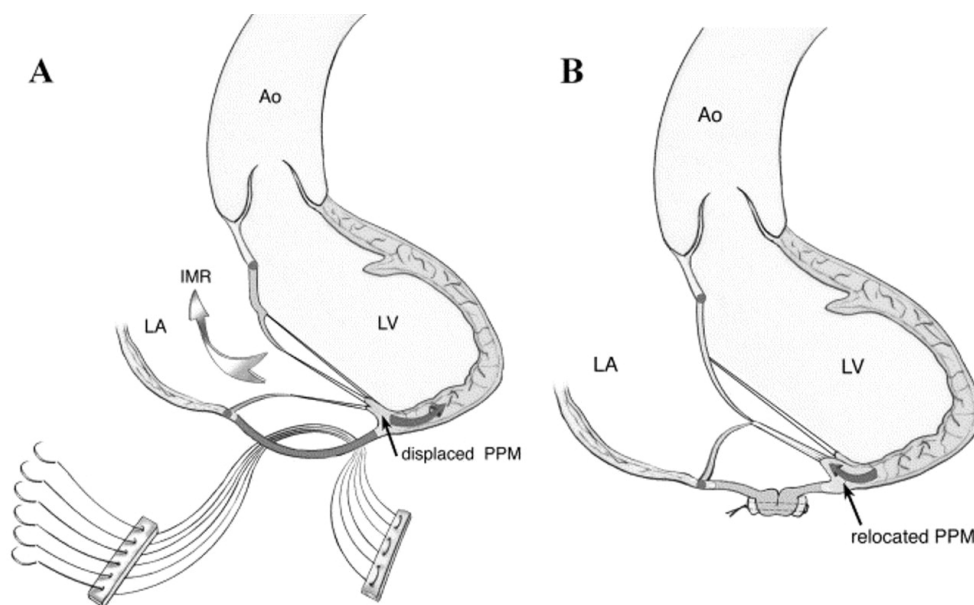 A
Ao
IMR
LA
LV
displaced PPM
B
Ao
LA
LV
relocated PPM